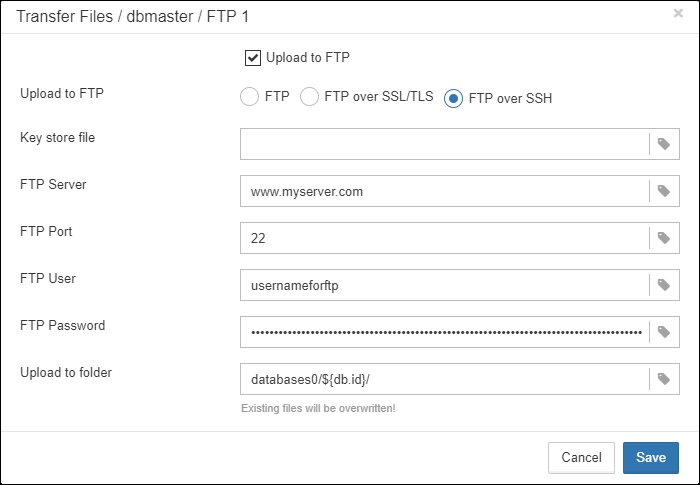 Transfer Files / dbmaster / FTP 1 ×
Upload to FTP
Upload to FTP FTP FTP over SSL/TLS FTP over SSH
Key store file
FTP Server www.myserver.com
FTP Port 22
FTP User usernameforftp
FTP Password
Upload to folder databases0/${db.id}/
Existing files will be overwritten!
Cancel Save